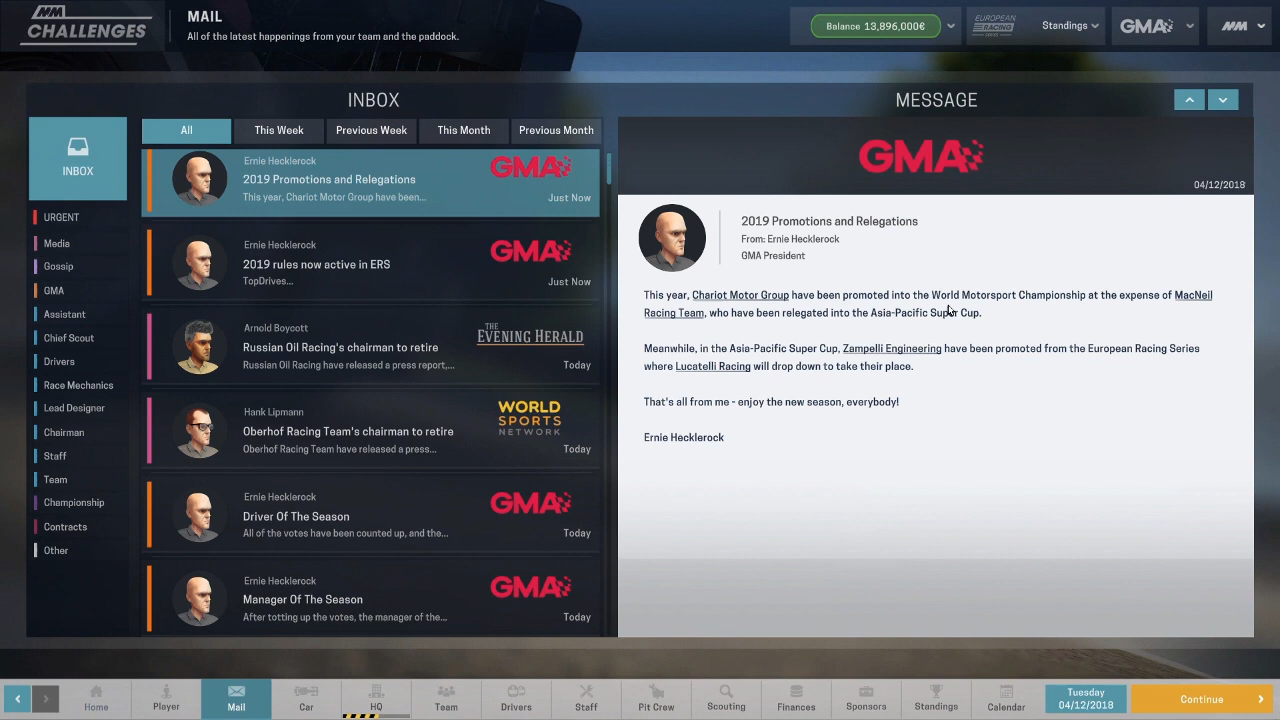 MM
CHALLENGES
MAIL
All of the latest happenings from your team and the paddock.
Balance 13,896,000€
EUROPEAN
RACING
SERIES
Standings
GMA
MM
INBOX
MESSAGE
INBOX
All
This Week
Previous Week
This Month
Previous Month
URGENT
Media
Gossip
GMA
Assistant
Chief Scout
Drivers
Race Mechanics
Lead Designer
Chairman
Staff
Team
Championship
Contracts
Other
Ernie Hecklerock
2019 Promotions and Relegations
This year, Chariot Motor Group have been...
GMA
Just Now
Ernie Hecklerock
2019 rules now active in ERS
TopDrives...
GMA
Just Now
Arnold Boycott
Russian Oil Racing's chairman to retire
Russian Oil Racing have released a press report,...
THE
EVENING HERALD
Today
Hank Lipmann
Oberhof Racing Team's chairman to retire
Oberhof Racing Team have released a press...
WORLD
SPORTS
NETWORK
Today
Ernie Hecklerock
Driver Of The Season
All of the votes have been counted up, and the...
GMA
Today
Ernie Hecklerock
Manager Of The Season
After totting up the votes, the manager of the...
GMA
Today
GMA
04/12/2018
2019 Promotions and Relegations
From: Ernie Hecklerock
GMA President
This year, Chariot Motor Group have been promoted into the World Motorsport Championship at the expense of MacNeil
Racing Team, who have been relegated into the Asia-Pacific Super Cup.
Meanwhile, in the Asia-Pacific Super Cup, Zampelli Engineering have been promoted from the European Racing Series
where Lucatelli Racing will drop down to take their place.
That's all from me - enjoy the new season, everybody!
Ernie Hecklerock
Home
Player
Mail
Car
HQ
Team
Drivers
Staff
Pit Crew
Scouting
Finances
Sponsors
Standings
Calendar
Tuesday
04/12/2018
Continue